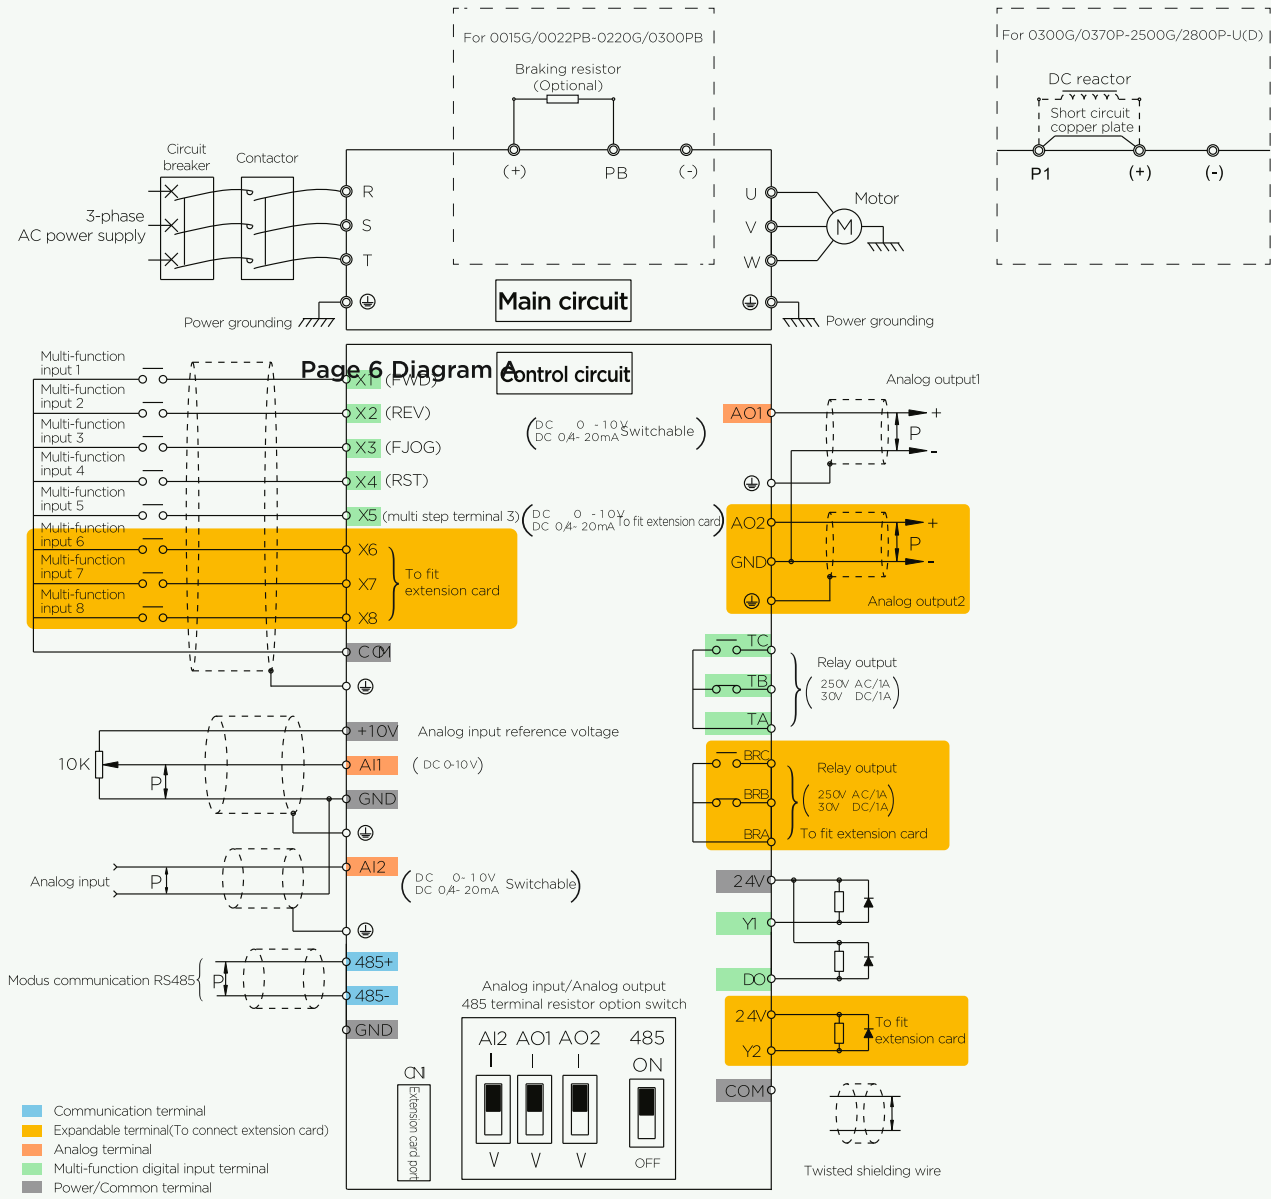 For 0015G/0022PB-0220G/0300PB
Braking resistor
(Optional)
(+)
PB
(-)
For 0300G/0370P-2500G/2800P-U(D)
DC reactor
Short circuit
copper plate
P1
(+)
(-)
Circuit
breaker
Contactor
3-phase
AC power supply
R
S
T
U
V
W
M
Motor
Power grounding
Main circuit
Power grounding
Page 6 Diagram A
Control circuit
Multi-function
input 1
Multi-function
input 2
Multi-function
input 3
Multi-function
input 4
Multi-function
input 5
Multi-function
input 6
Multi-function
input 7
Multi-function
input 8
X1 (FWD)
X2 (REV)
X3 (FJOG)
X4 (RST)
X5 (multi step terminal 3)
X6
X7
X8
To fit
extension card
COM
(DC 0 -10V
DC 0/4- 20mA Switchable)
(DC 0 -10V
DC 0/4- 20mA To fit extension card)
AO1
Analog output1
+
P
-
AO2
GND
+
P
-
Analog output2
TC
TB
TA
Relay output
(250V AC/1A
30V DC/1A)
BRC
BRB
BRA
Relay output
(250V AC/1A
30V DC/1A)
To fit extension card
+10V Analog input reference voltage
10K
P
AI1 (DC 0-10V)
GND
Analog input
P
AI2
(DC 0-10V
DC 0/4- 20mA Switchable)
Modus communication RS485
P
485+
485-
GND
24V
Y1
DO
24V
Y2
To fit
extension card
COM
Twisted shielding wire
Analog input/Analog output
485 terminal resistor option switch
AI2 AO1 AO2 485
I I I ON
V V V OFF
CN1
Extension card port
Communication terminal
Expandable terminal(To connect extension card)
Analog terminal
Multi-function digital input terminal
Power/Common terminal